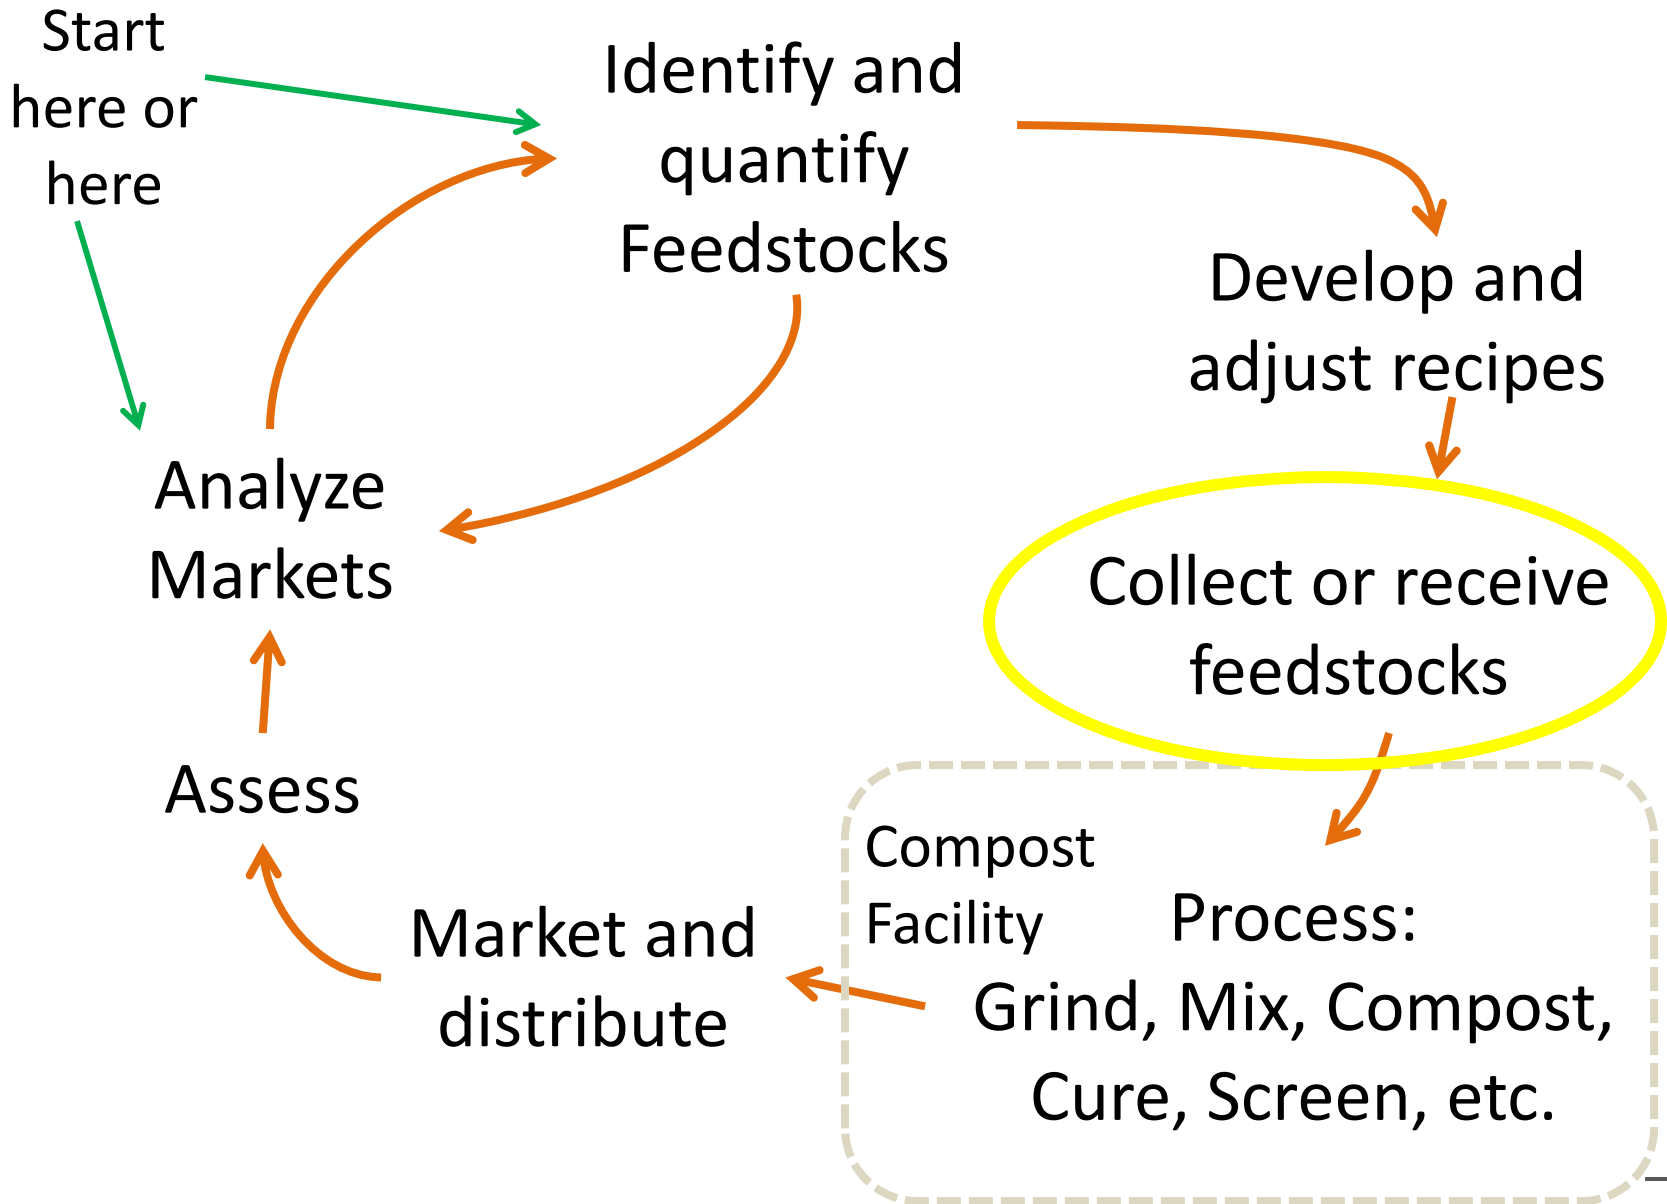 Start
here or
here
Identify and
quantify
Feedstocks
Develop and
adjust recipes
Collect or receive
feedstocks
Compost
Facility
Process:
Grind, Mix, Compost,
Cure, Screen, etc.
Market and
distribute
Assess
Analyze
Markets